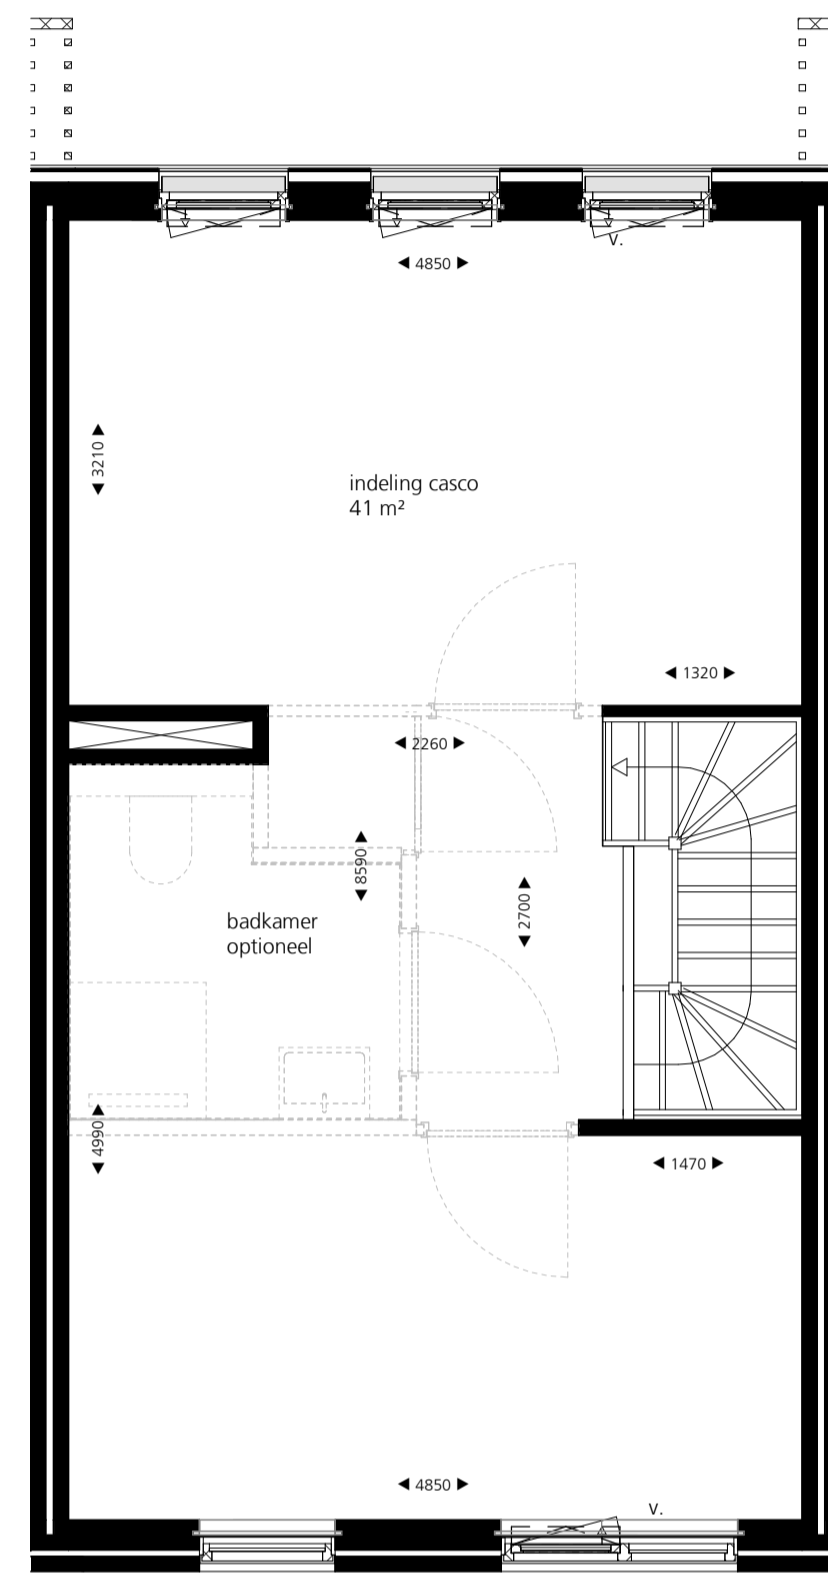 v.
4850
3210
indeling casco
41 m²
1320
2260
8590
2700
badkamer
optioneel
4990
1470
4850
v.